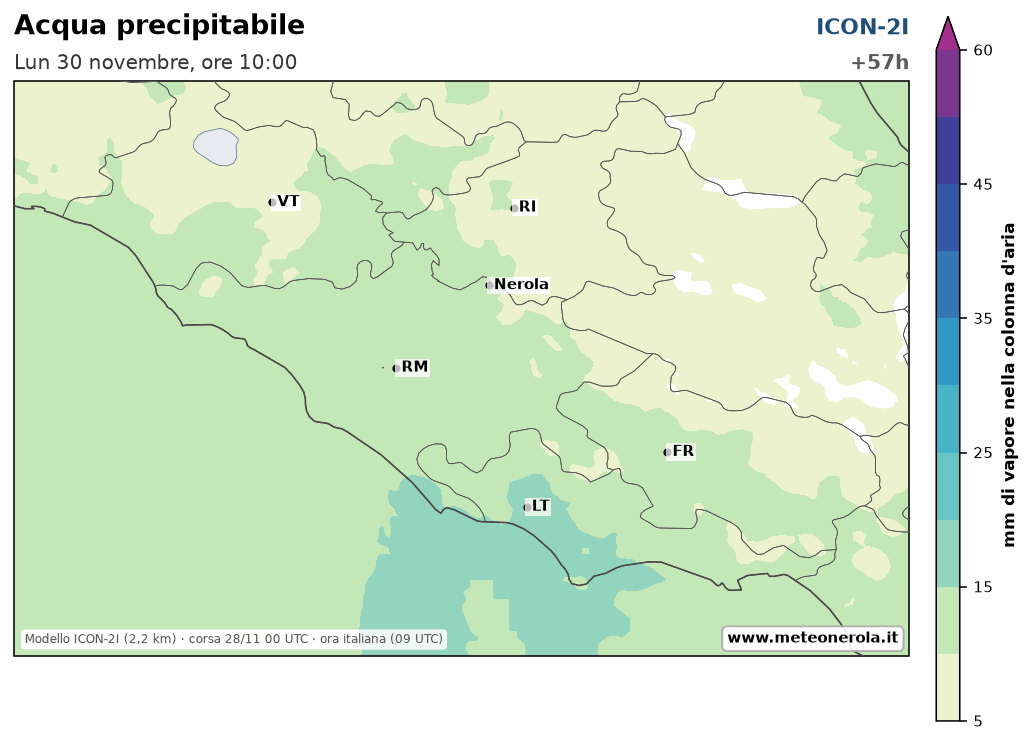 Acqua precipitabile
ICON-2I
Lun 30 novembre, ore 10:00
+57h
60
45
35
25
15
5
mm di vapore nella colonna d'aria
VT
RI
Nerola
RM
FR
LT
Modello ICON-2I (2,2 km) · corsa 28/11 00 UTC · ora italiana (09 UTC)
www.meteonerola.it